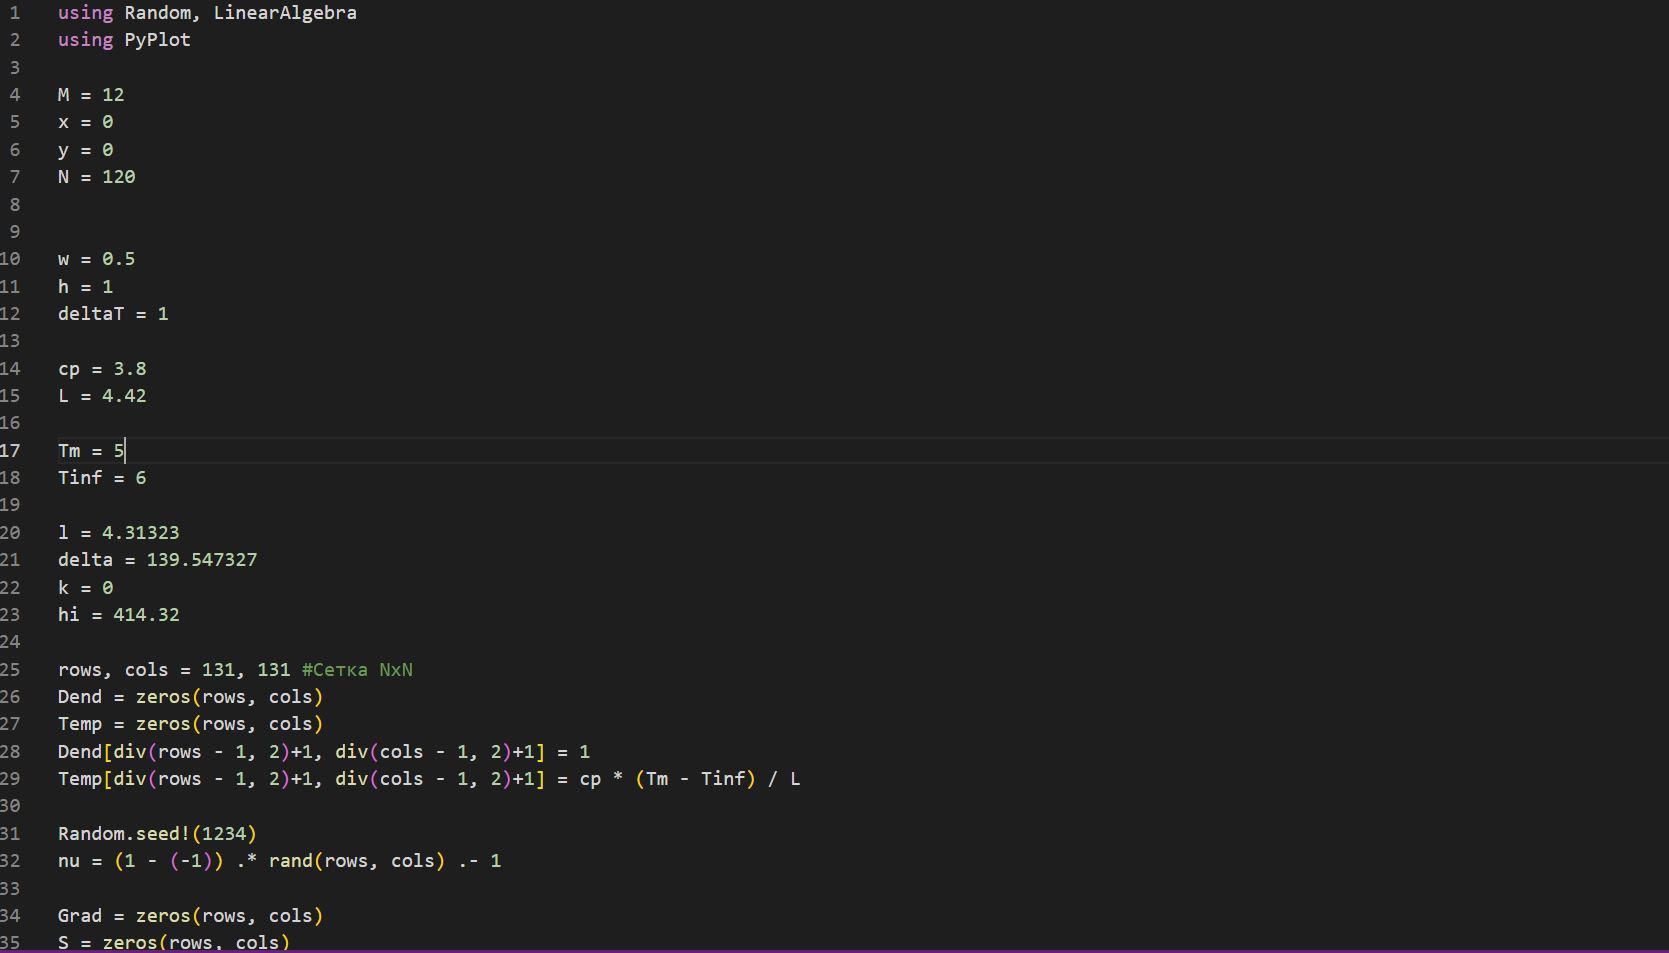 1 using Random, LinearAlgebra
2 using PyPlot
3
4 M = 12
5 x = 0
6 y = 0
7 N = 120
8
9
10 w = 0.5
11 h = 1
12 deltaT = 1
13
14 cp = 3.8
15 L = 4.42
16
17 Tm = 5
18 Tinf = 6
19
20 l = 4.31323
21 delta = 139.547327
22 k = 0
23 hi = 414.32
24
25 rows, cols = 131, 131 #Сетка NxN
26 Dend = zeros(rows, cols)
27 Temp = zeros(rows, cols)
28 Dend[div(rows - 1, 2)+1, div(cols - 1, 2)+1] = 1
29 Temp[div(rows - 1, 2)+1, div(cols - 1, 2)+1] = cp * (Tm - Tinf) / L
30
31 Random.seed!(1234)
32 nu = (1 - (-1)) .* rand(rows, cols) .- 1
33
34 Grad = zeros(rows, cols)
35 S = zeros(rows, cols)